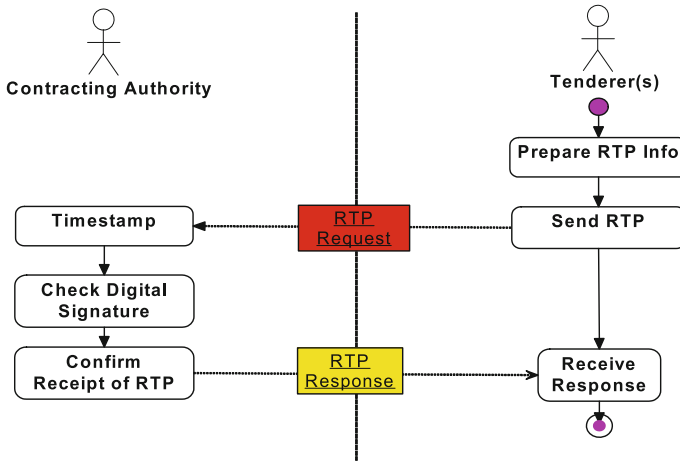 Contracting Authority
Tenderer(s)
Prepare RTP Info
Timestamp
RTP
Request
Send RTP
Check Digital
Signature
Confirm
Receipt of RTP
RTP
Response
Receive
Response